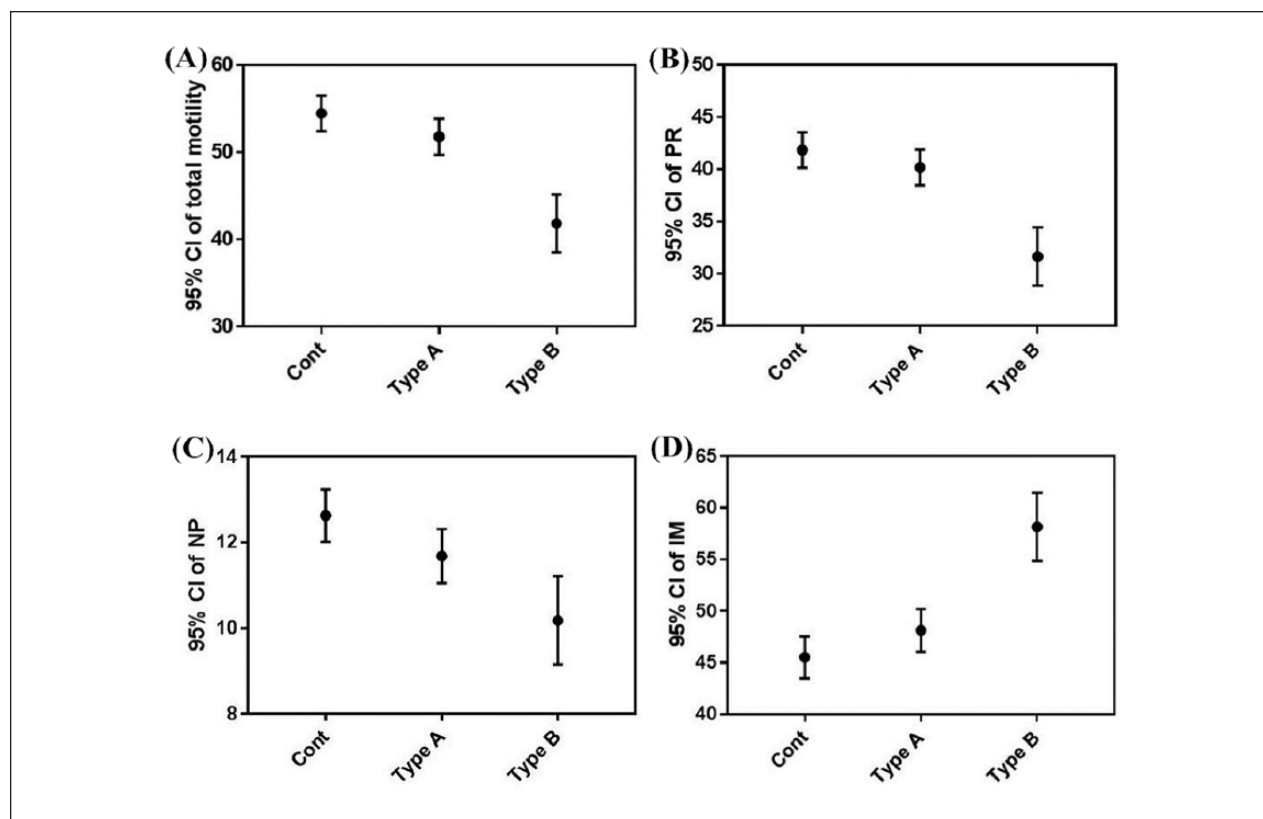 (A)
95% CI of total motility
60
50
40
30
Cont
Type A
Type B
(B)
95% CI of PR
50
45
40
35
30
25
Cont
Type A
Type B
(C)
95% CI of NP
14
12
10
8
Cont
Type A
Type B
(D)
95% CI of IM
65
60
55
50
45
40
Cont
Type A
Type B